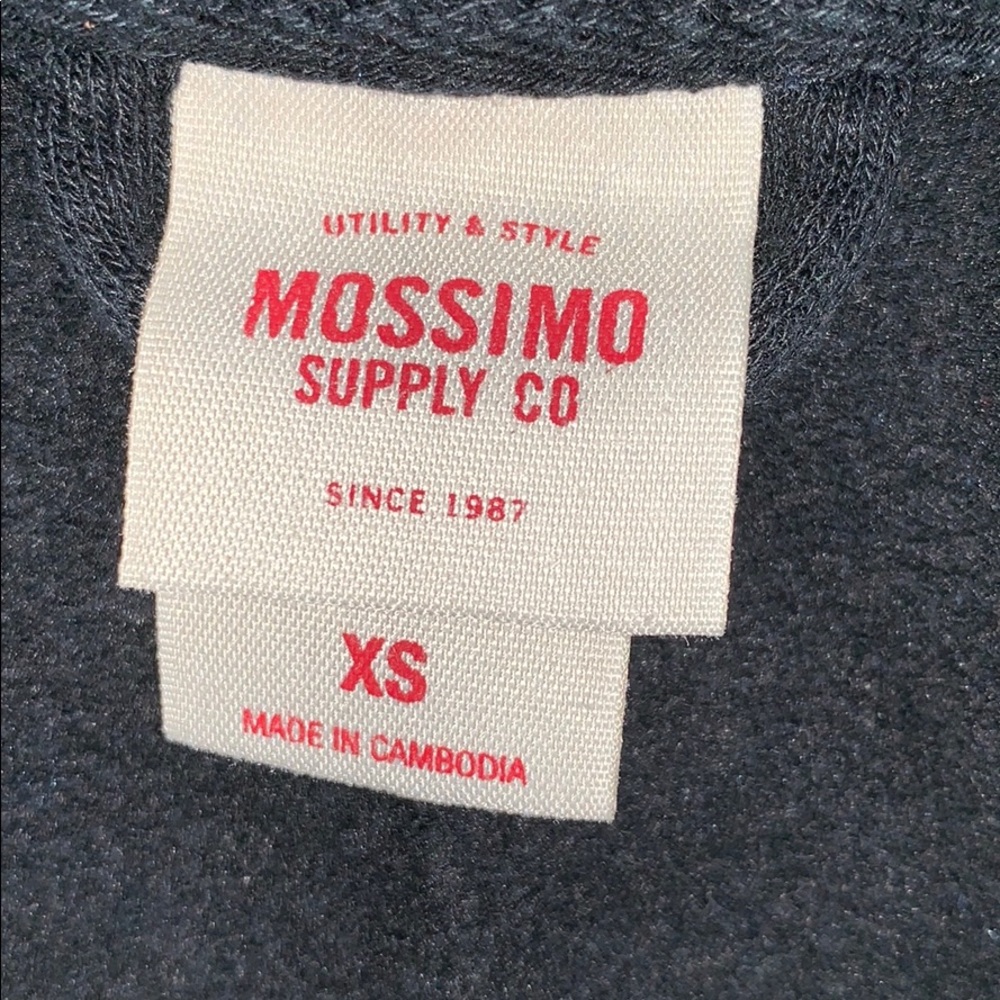 UTILITY & STYLE
MOSSIMO
SUPPLY CO
SINCE 1987
XS
MADE IN CAMBODIA